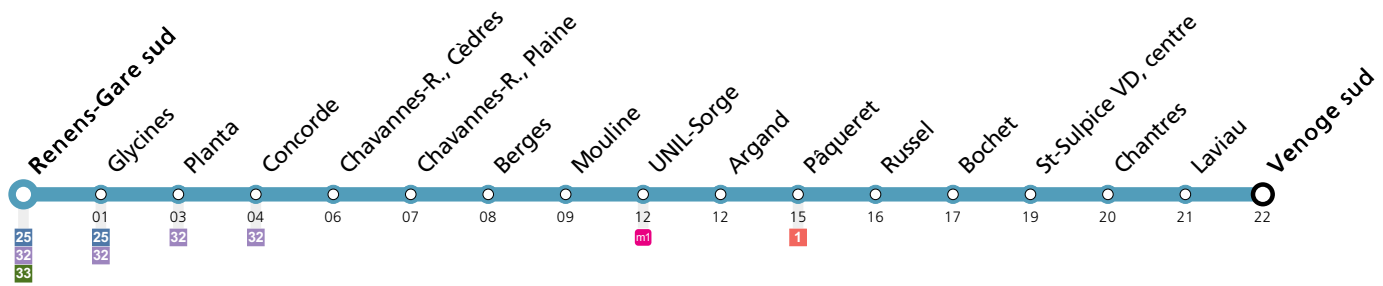 Renens-Gare sud
Glycines
Planta
Concorde
Chavannes-R., Cèdres
Chavannes-R., Plaine
Berges
Mouline
UNIL-Sorge
Argand
Pâqueret
Russel
Bochet
St-Sulpice VD, centre
Chantres
Laviau
Venoge sud
01 03 04 06 07 08 09 12 12 15 16 17 19 20 21 22
25 25 32 32 m1 1
32 32
33